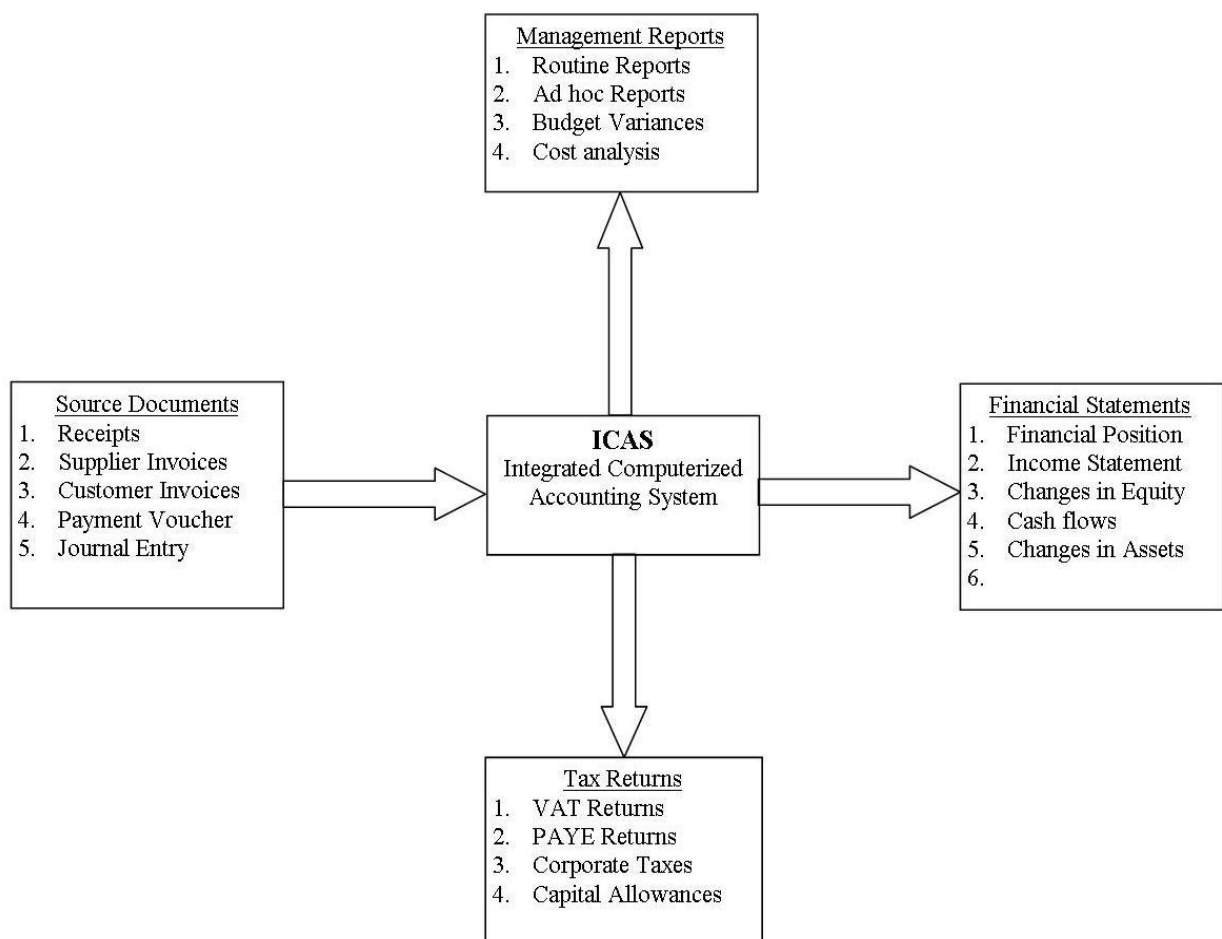 Management Reports
1. Routine Reports
2. Ad hoc Reports
3. Budget Variances
4. Cost analysis
Source Documents
1. Receipts
2. Supplier Invoices
3. Customer Invoices
4. Payment Voucher
5. Journal Entry
ICAS
Integrated Computerized
Accounting System
Financial Statements
1. Financial Position
2. Income Statement
3. Changes in Equity
4. Cash flows
5. Changes in Assets
6.
Tax Returns
1. VAT Returns
2. PAYE Returns
3. Corporate Taxes
4. Capital Allowances